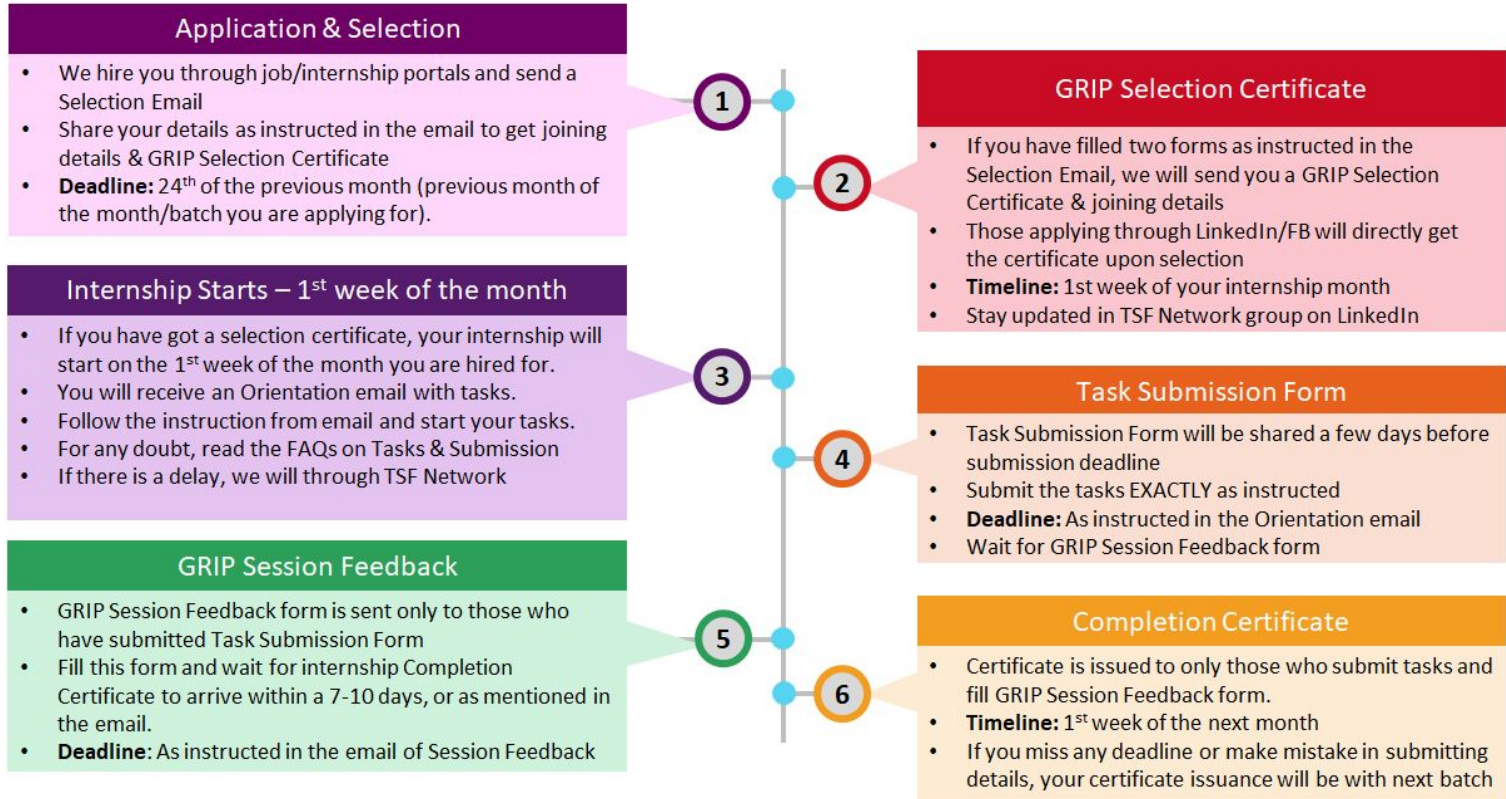 Application & Selection
• We hire you through job/internship portals and send a
Selection Email
• Share your details as instructed in the email to get joining
details & GRIP Selection Certificate
• Deadline: 24th of the previous month (previous month of
the month/batch you are applying for).
1
GRIP Selection Certificate
• If you have filled two forms as instructed in the
Selection Email, we will send you a GRIP Selection
Certificate & joining details
• Those applying through LinkedIn/FB will directly get
the certificate upon selection
• Timeline: 1st week of your internship month
• Stay updated in TSF Network group on LinkedIn
2
Internship Starts – 1st week of the month
• If you have got a selection certificate, your internship will
start on the 1st week of the month you are hired for.
• You will receive an Orientation email with tasks.
• Follow the instruction from email and start your tasks.
• For any doubt, read the FAQs on Tasks & Submission
• If there is a delay, we will through TSF Network
3
Task Submission Form
• Task Submission Form will be shared a few days before
submission deadline
• Submit the tasks EXACTLY as instructed
• Deadline: As instructed in the Orientation email
• Wait for GRIP Session Feedback form
4
GRIP Session Feedback
• GRIP Session Feedback form is sent only to those who
have submitted Task Submission Form
• Fill this form and wait for internship Completion
Certificate to arrive within a 7-10 days, or as mentioned in
the email.
• Deadline: As instructed in the email of Session Feedback
5
Completion Certificate
• Certificate is issued to only those who submit tasks and
fill GRIP Session Feedback form.
• Timeline: 1st week of the next month
• If you miss any deadline or make mistake in submitting
details, your certificate issuance will be with next batch
6